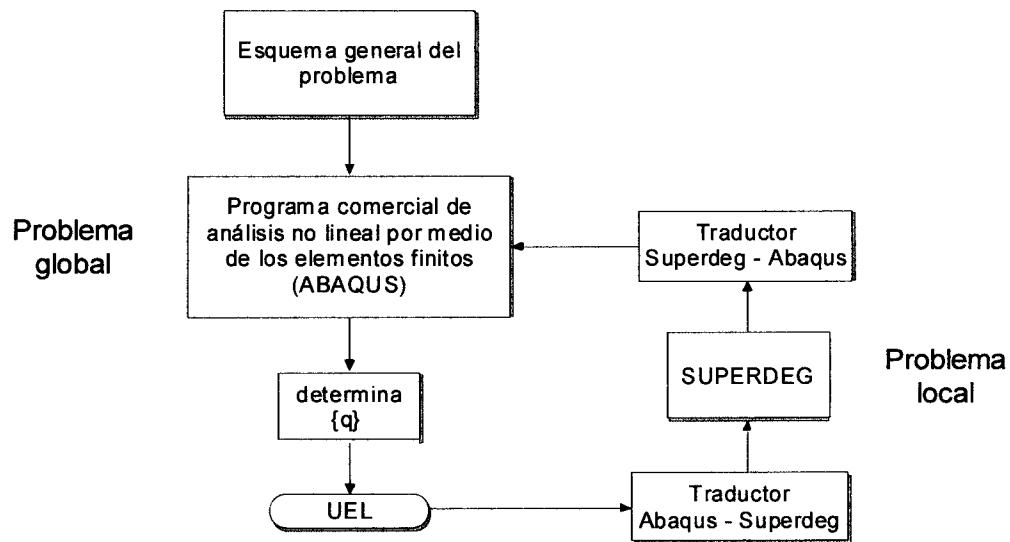 Esquema general del
problema
Programa comercial de
análisis no lineal por medio
de los elementos finitos
(ABAQUS)
Problema
global
determina
{q}
UEL
Traductor
Superdeg - Abaqus
SUPERDEG
Problema
local
Traductor
Abaqus - Superdeg